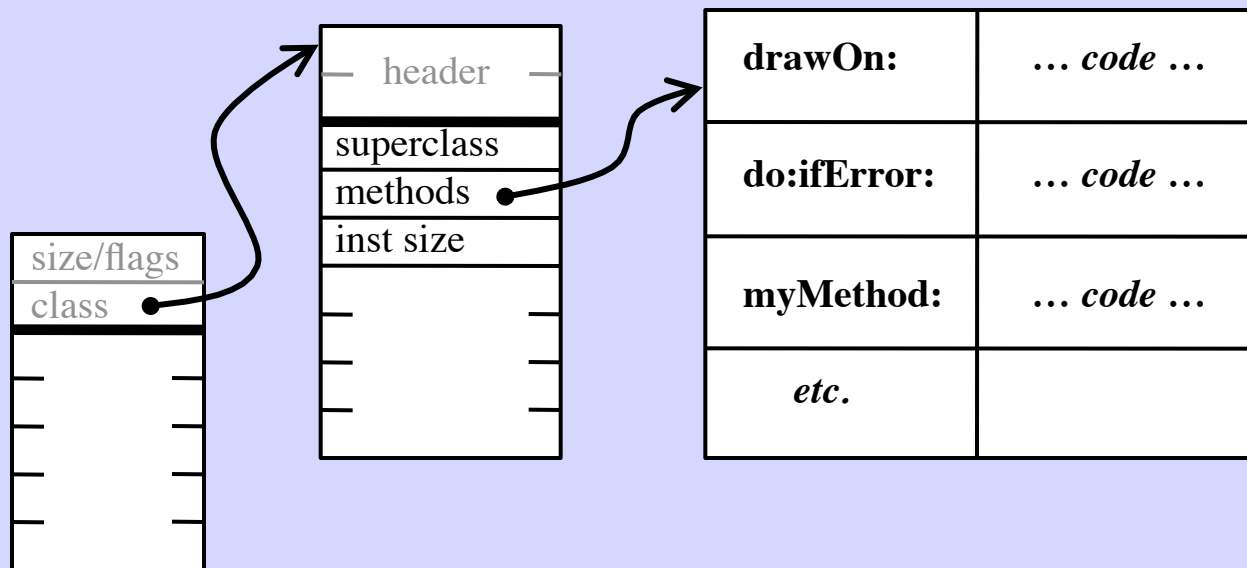 size/flags
class
header
superclass
methods
inst size
drawOn: … code …
do:ifError: … code …
myMethod: … code …
etc.